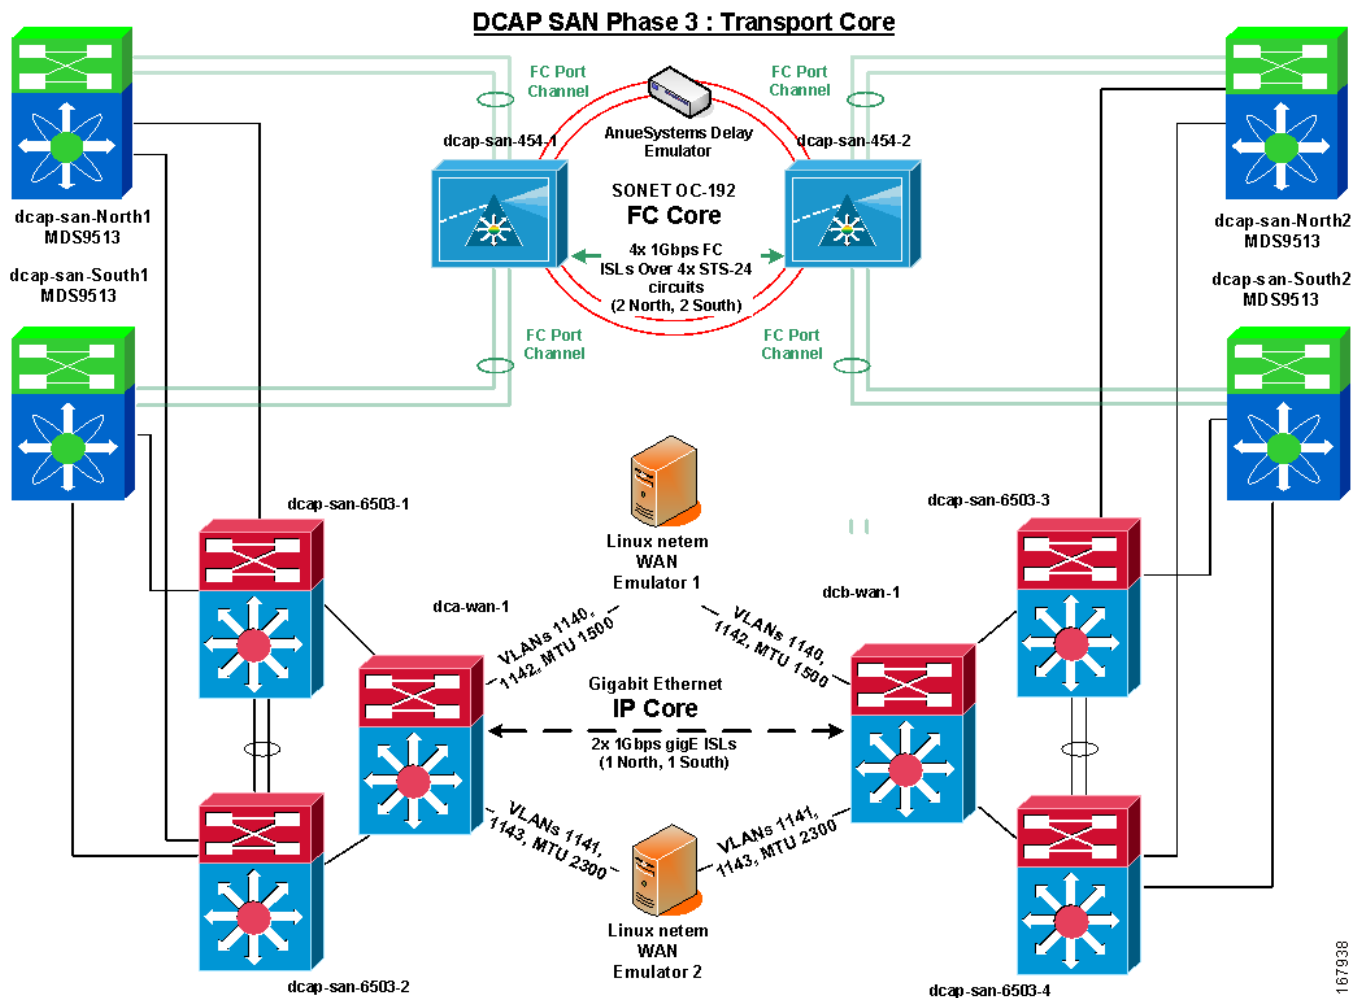 DCAP SAN Phase 3 : Transport Core
FC Port
Channel
FC Port
Channel
AnueSystems Delay
Emulator
dcap-san-454-1
dcap-san-454-2
SONET OC-192
FC Core
4x 1Gbps FC
ISLs Over 4x STS-24
circuits
(2 North, 2 South)
dcap-san-North1
MDS9513
dcap-san-South1
MDS9513
dcap-san-North2
MDS9513
dcap-san-South2
MDS9513
FC Port
Channel
FC Port
Channel
dcap-san-6503-1
dcap-san-6503-3
Linux netem
WAN
Emulator 1
dca-wan-1
dcb-wan-1
VLANs 1140,
1142, MTU 1500
VLANs 1140,
1142, MTU 1500
Gigabit Ethernet
IP Core
2x 1Gbps gigE ISLs
(1 North, 1 South)
VLANs 1141,
1143, MTU 2300
VLANs 1141,
1143, MTU 2300
Linux netem
WAN
Emulator 2
dcap-san-6503-2
dcap-san-6503-4
167938